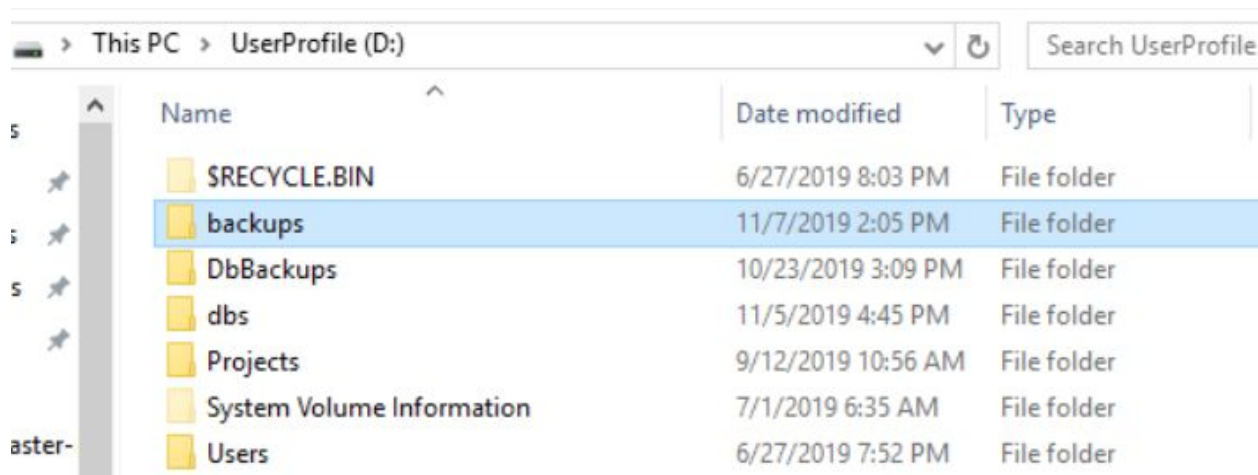 > This PC > UserProfile (D:) Search UserProfile
Name Date modified Type
s
$RECYCLE.BIN 6/27/2019 8:03 PM File folder
s backups 11/7/2019 2:05 PM File folder
DbBackups 10/23/2019 3:09 PM File folder
s
dbs 11/5/2019 4:45 PM File folder
Projects 9/12/2019 10:56 AM File folder
System Volume Information 7/1/2019 6:35 AM File folder
aster- Users 6/27/2019 7:52 PM File folder